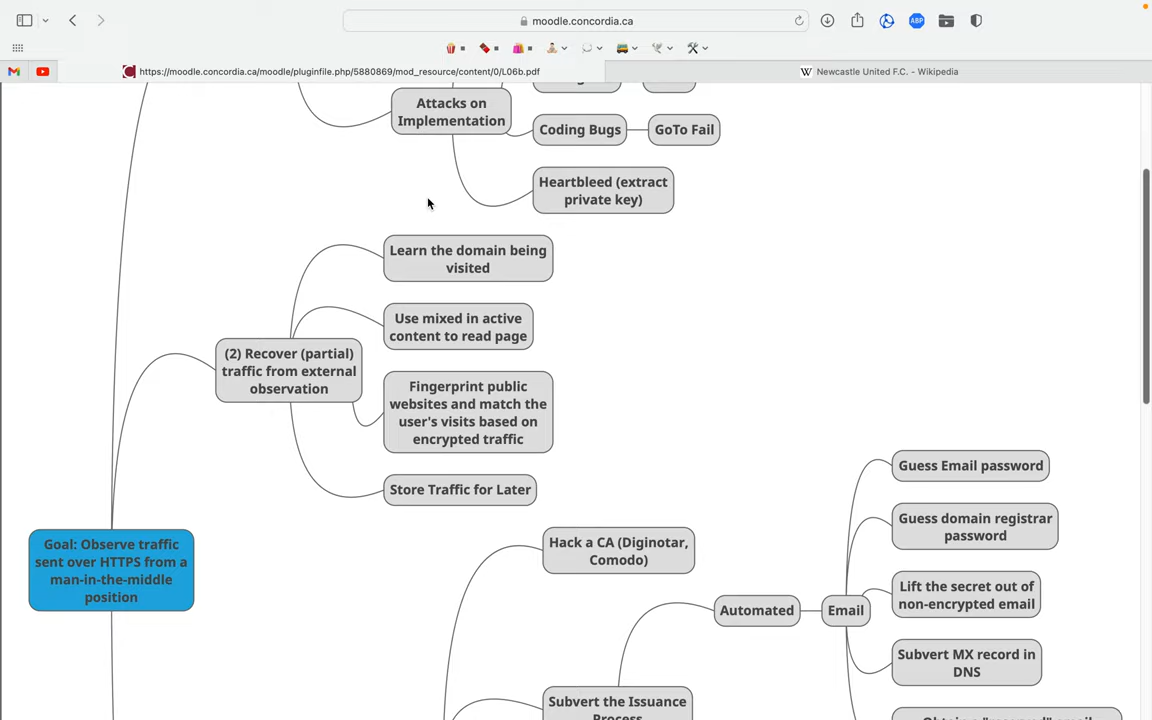 moodle.concordia.ca
ABP
https://moodle.concordia.ca/moodle/pluginfile.php/5880869/mod_resource/content/0/L06b.pdf
Newcastle United F.C. - Wikipedia
Attacks on
Implementation
Coding Bugs
GoTo Fail
Heartbleed (extract
private key)
Learn the domain being
visited
Use mixed in active
content to read page
(2) Recover (partial)
traffic from external
observation
Fingerprint public
websites and match the
user's visits based on
encrypted traffic
Store Traffic for Later
Goal: Observe traffic
sent over HTTPS from a
man-in-the-middle
position
Hack a CA (Diginotar,
Comodo)
Automated
Email
Guess Email password
Guess domain registrar
password
Lift the secret out of
non-encrypted email
Subvert MX record in
DNS
Subvert the Issuance
Process
Obtain a "reserved" email